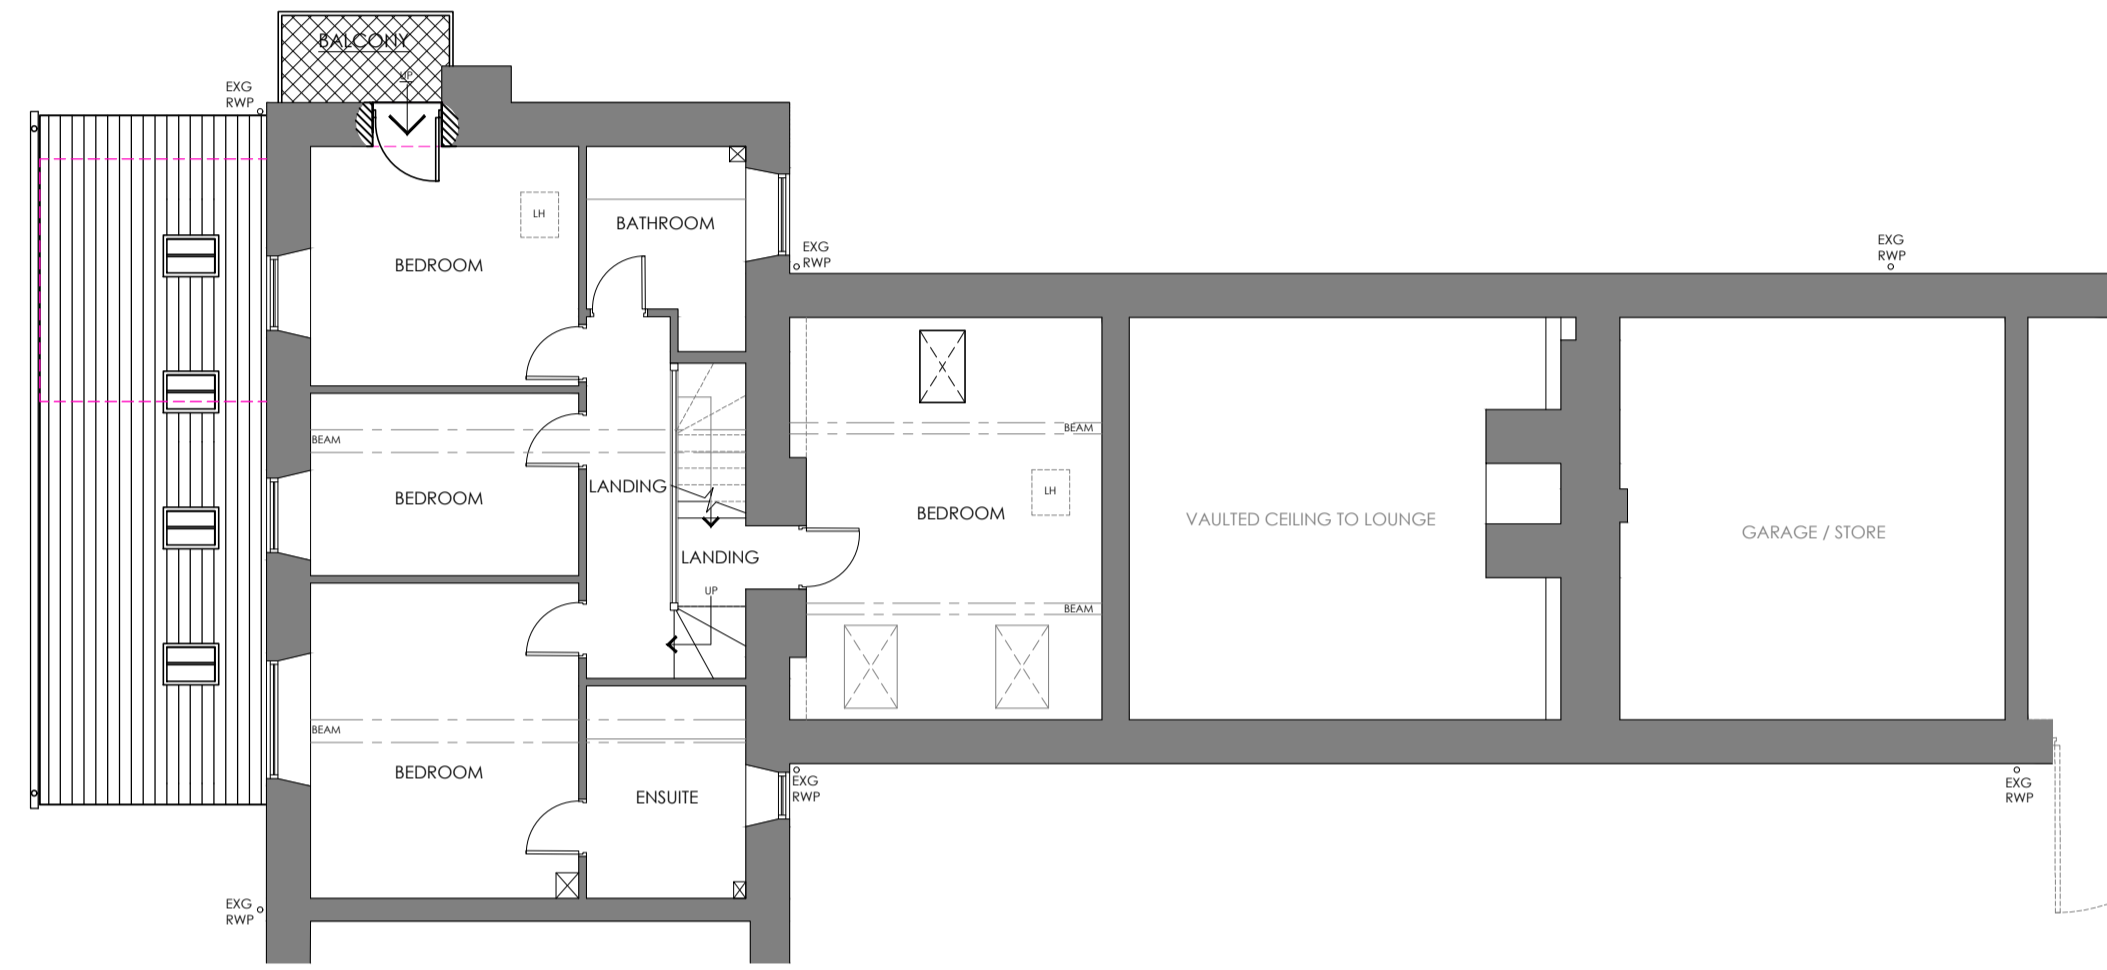 BALCONY
UP
EXG
RWP
LH
BATHROOM
BEDROOM
EXG
RWP
EXG
RWP
BEAM
BEAM
BEDROOM
LANDING
LH
BEDROOM
VAULTED CEILING TO LOUNGE
GARAGE / STORE
LANDING
UP
BEAM
BEAM
BEDROOM
ENSUITE
EXG
RWP
EXG
RWP
EXG
RWP